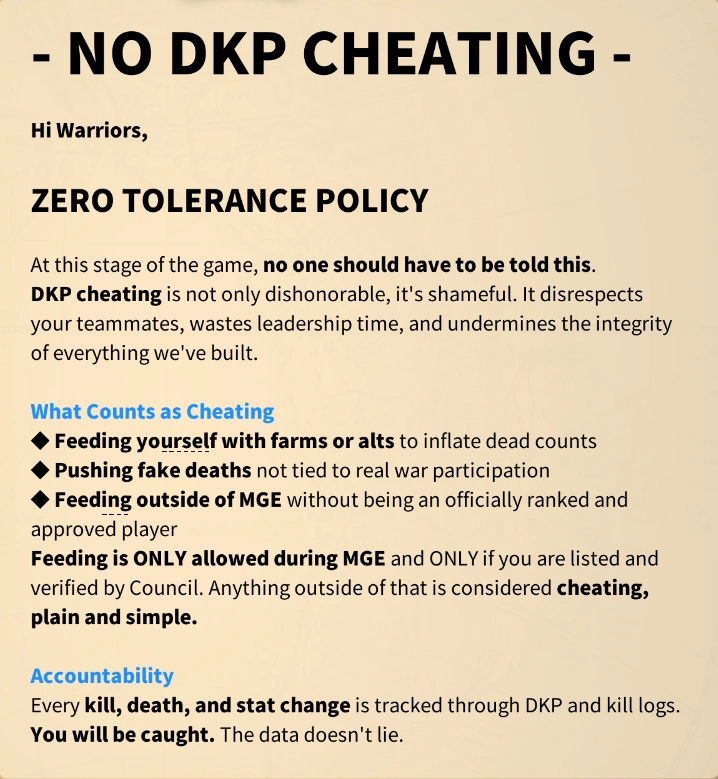 - NO DKP CHEATING -
Hi Warriors,
ZERO TOLERANCE POLICY
At this stage of the game, no one should have to be told this.
DKP cheating is not only dishonorable, it's shameful. It disrespects
your teammates, wastes leadership time, and undermines the integrity
of everything we've built.
What Counts as Cheating
◆ Feeding yourself with farms or alts to inflate dead counts
◆ Pushing fake deaths not tied to real war participation
◆ Feeding outside of MGE without being an officially ranked and
approved player
Feeding is ONLY allowed during MGE and ONLY if you are listed and
verified by Council. Anything outside of that is considered cheating,
plain and simple.
Accountability
Every kill, death, and stat change is tracked through DKP and kill logs.
You will be caught. The data doesn't lie.